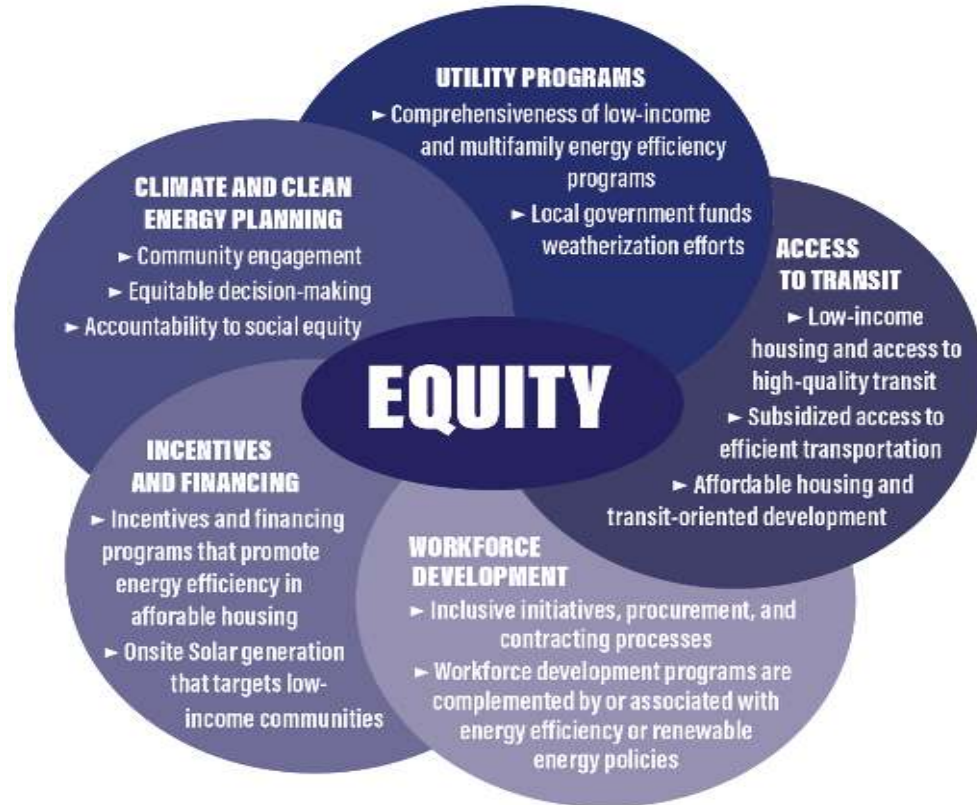 UTILITY PROGRAMS
► Comprehensiveness of low-income
and multifamily energy efficiency
programs
► Local government funds
weatherization efforts
CLIMATE AND CLEAN
ENERGY PLANNING
► Community engagement
► Equitable decision-making
► Accountability to social equity
ACCESS
TO TRANSIT
► Low-income
housing and access to
high-quality transit
► Subsidized access to
efficient transportation
► Affordable housing and
transit-oriented development
EQUITY
INCENTIVES
AND FINANCING
► Incentives and financing
programs that promote
energy efficiency in
afforable housing
► Onsite Solar generation
that targets low-
income communities
WORKFORCE
DEVELOPMENT
► Inclusive initiatives, procurement, and
contracting processes
► Workforce development programs are
complemented by or associated with
energy efficiency or renewable
energy policies